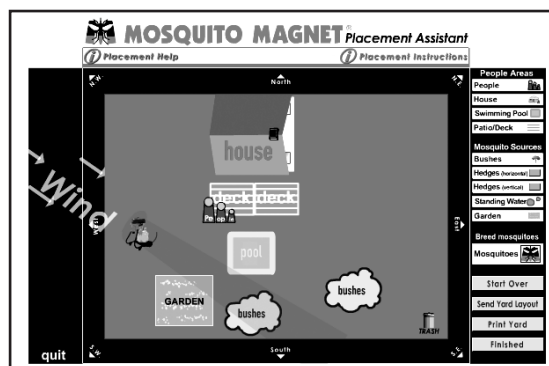 MOSQUITO MAGNET® Placement Assistant
Placement Help
Placement Instructions
N.W.
North
People Areas
People
House
Swimming Pool
Patio/Deck
Mosquito Sources
Bushes
Hedges (horizontal)
Hedges (vertical)
Standing Water
Garden
Breed mosquitoes
Mosquitoes
Start Over
Send Yard Layout
Print Yard
Finished
Wind
West
East
house
deck deck
People
pool
GARDEN
bushes
bushes
TRASH
quit
S.W.
South
S.E.